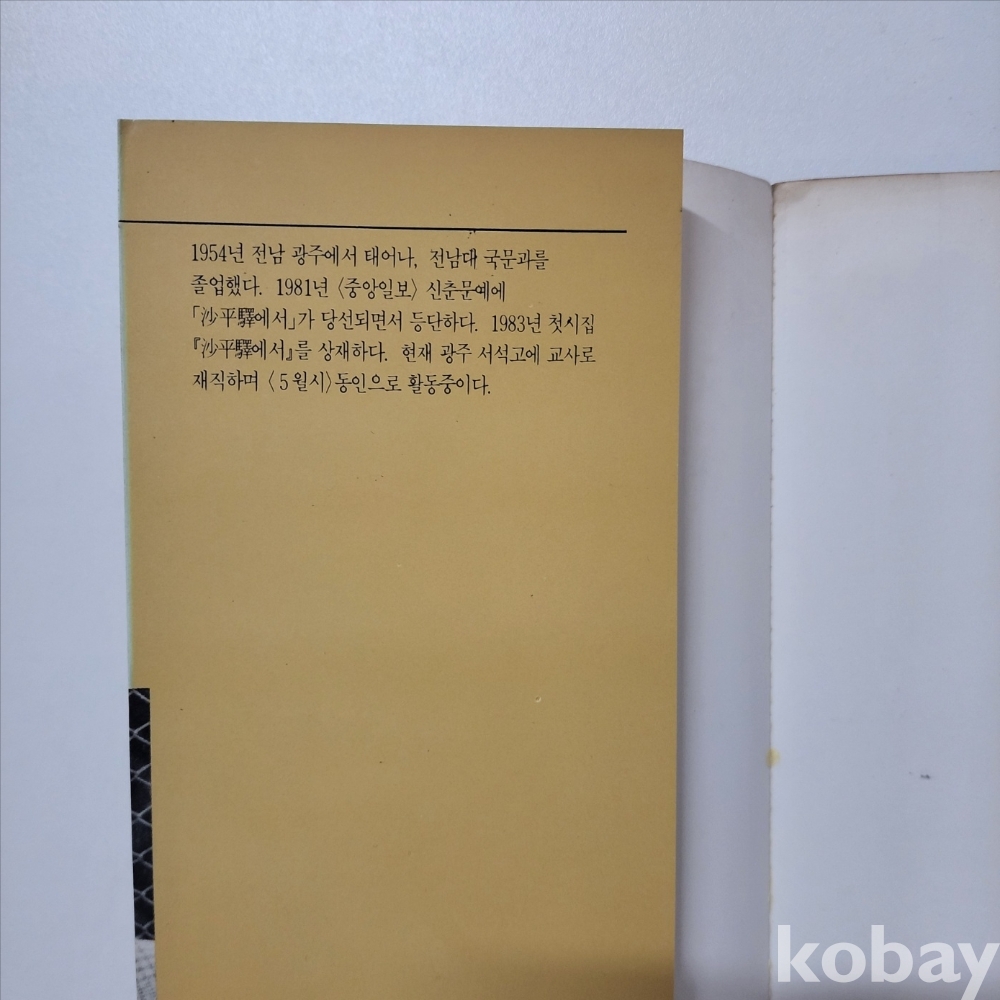 1954년 전남 광주에서 태어나, 전남대 국문과를
졸업했다. 1981년 〈중앙일보〉 신춘문예에
「沙平驛에서」가 당선되면서 등단하다. 1983년 첫시집
『沙平驛에서』를 상재하다. 현재 광주 서석고에 교사로
재직하며 〈5월시〉동인으로 활동중이다.
kobay